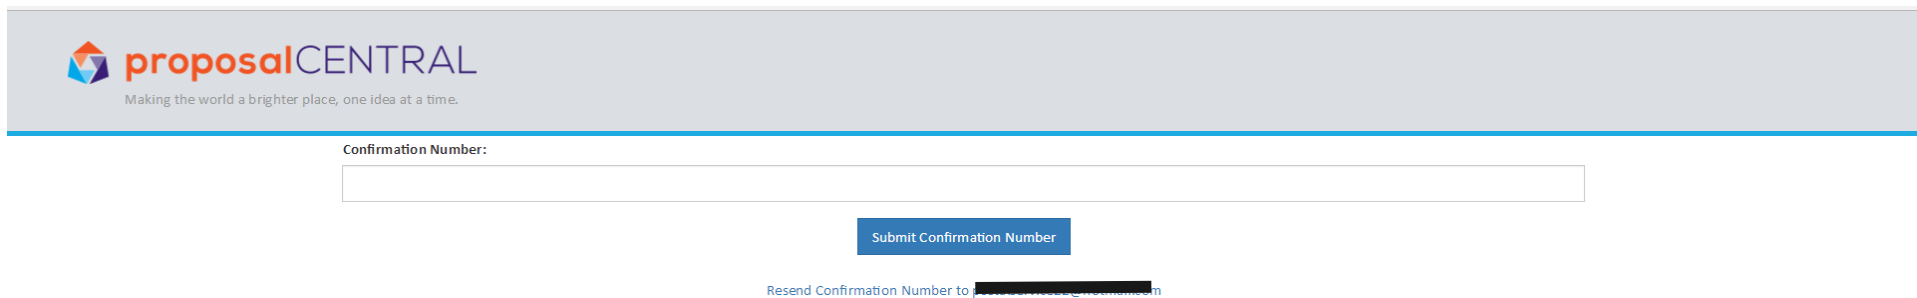 proposalCENTRAL
Making the world a brighter place, one idea at a time.
Confirmation Number:
Submit Confirmation Number
Resend Confirmation Number to